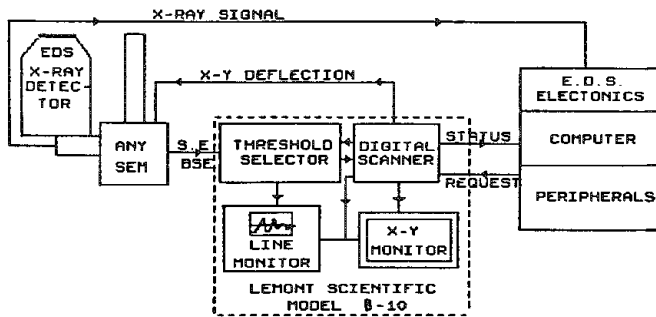 X-RAY SIGNAL
EDS
X-RAY
DETEC-
TOR
X-Y DEFLECTION
E.D.S.
ELECTONICS
COMPUTER
PERIPHERALS
ANY
SEM
S.E
BSE
THRESHOLD
SELECTOR
DIGITAL
SCANNER
STATUS
REQUEST
LINE
MONITOR
X-Y
MONITOR
LEMONT SCIENTIFIC
MODEL B-10